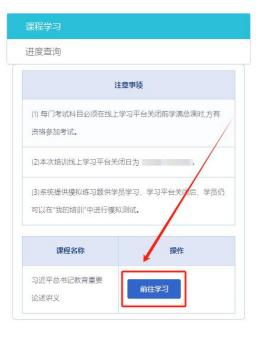 课程学习
进度查询
注意事项
(1) 每门考试科目必须在线上学习平台关闭前学满总课时,方有
资格参加考试。
(2)本次培训线上学习平台关闭日为
(3)系统提供模拟练习题供学员学习，学习平台关闭后，学员仍
可以在"我的培训"中进行模拟测试。
课程名称 操作
习近平总书记教育重要
论述讲义
前往学习